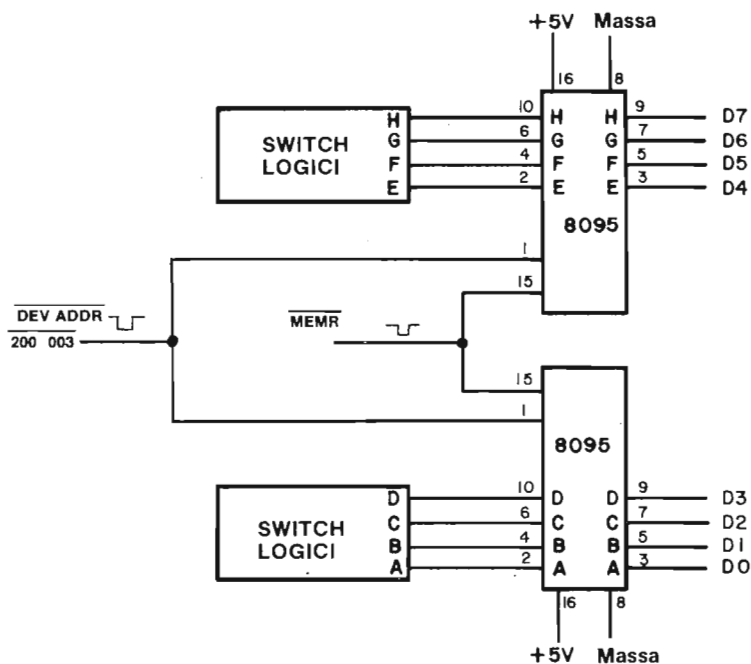 +5V Massa
16 8
SWITCH LOGICI
H 10 H H 9 D7
G 6 G G 7 D6
F 4 F F 5 D5
E 2 E E 3 D4
8095
1
15
DEV ADDR
200 003
MEMR
15
1
8095
SWITCH LOGICI
D 10 D D 9 D3
C 6 C C 7 D2
B 4 B B 5 D1
A 2 A A 3 D0
16 8
+5V Massa